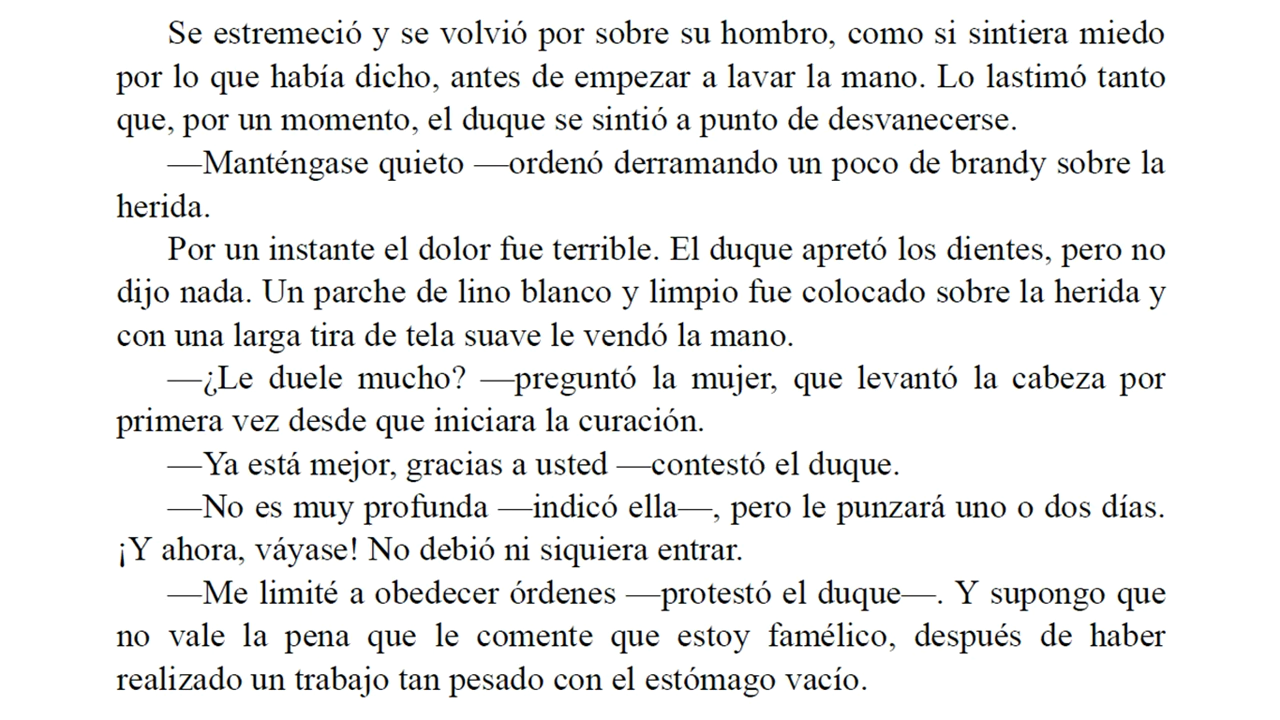 Se estremeció y se volvió por sobre su hombro, como si sintiera miedo
por lo que había dicho, antes de empezar a lavar la mano. Lo lastimó tanto
que, por un momento, el duque se sintió a punto de desvanecerse.
—Manténgase quieto —ordenó derramando un poco de brandy sobre la
herida.
Por un instante el dolor fue terrible. El duque apretó los dientes, pero no
dijo nada. Un parche de lino blanco y limpio fue colocado sobre la herida y
con una larga tira de tela suave le vendó la mano.
—¿Le duele mucho? —preguntó la mujer, que levantó la cabeza por
primera vez desde que iniciara la curación.
—Ya está mejor, gracias a usted —contestó el duque.
—No es muy profunda —indicó ella—, pero le punzará uno o dos días.
¡Y ahora, váyase! No debió ni siquiera entrar.
—Me limité a obedecer órdenes —protestó el duque—. Y supongo que
no vale la pena que le comente que estoy famélico, después de haber
realizado un trabajo tan pesado con el estómago vacío.